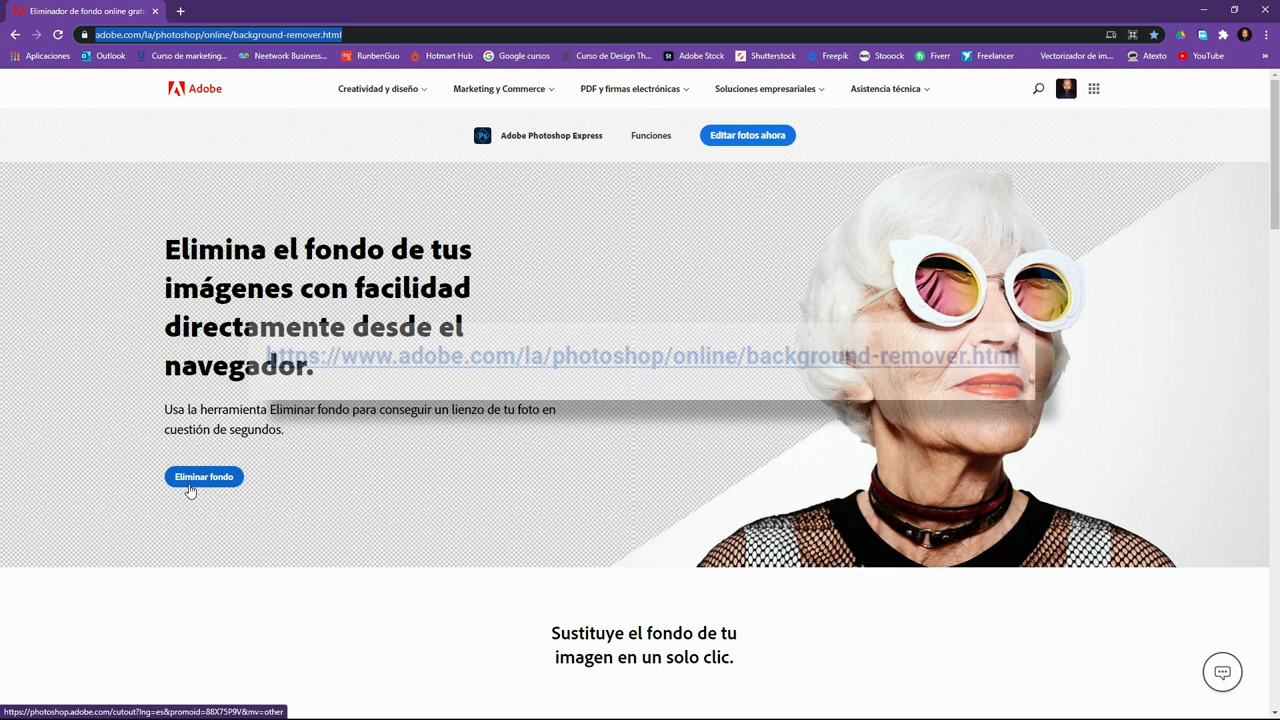 Eliminador de fondo online gratu
adobe.com/la/photoshop/online/background-remover.html
Aplicaciones
Outlook
Curso de marketing...
Neetwork Business...
RunbenGuo
Hotmart Hub
Google cursos
Curso de Design Th...
St Adobe Stock
Shutterstock
Freepik
Stoock
Fiverr
Freelancer
Vectorizador de im...
Atexto
YouTube
Adobe
Creatividad y diseño
Marketing y Commerce
PDF y firmas electrónicas
Soluciones empresariales
Asistencia técnica
Ps
Adobe Photoshop Express
Funciones
Editar fotos ahora
Elimina el fondo de tus
imágenes con facilidad
directamente desde el
navegador.
https://www.adobe.com/la/photoshop/online/background-remover.html
Usa la herramienta Eliminar fondo para conseguir un lienzo de tu foto en
cuestión de segundos.
Eliminar fondo
Sustituye el fondo de tu
imagen en un solo clic.
https://photoshop.adobe.com/cutout?lng=es&promoid=88X75P9V&mv=other